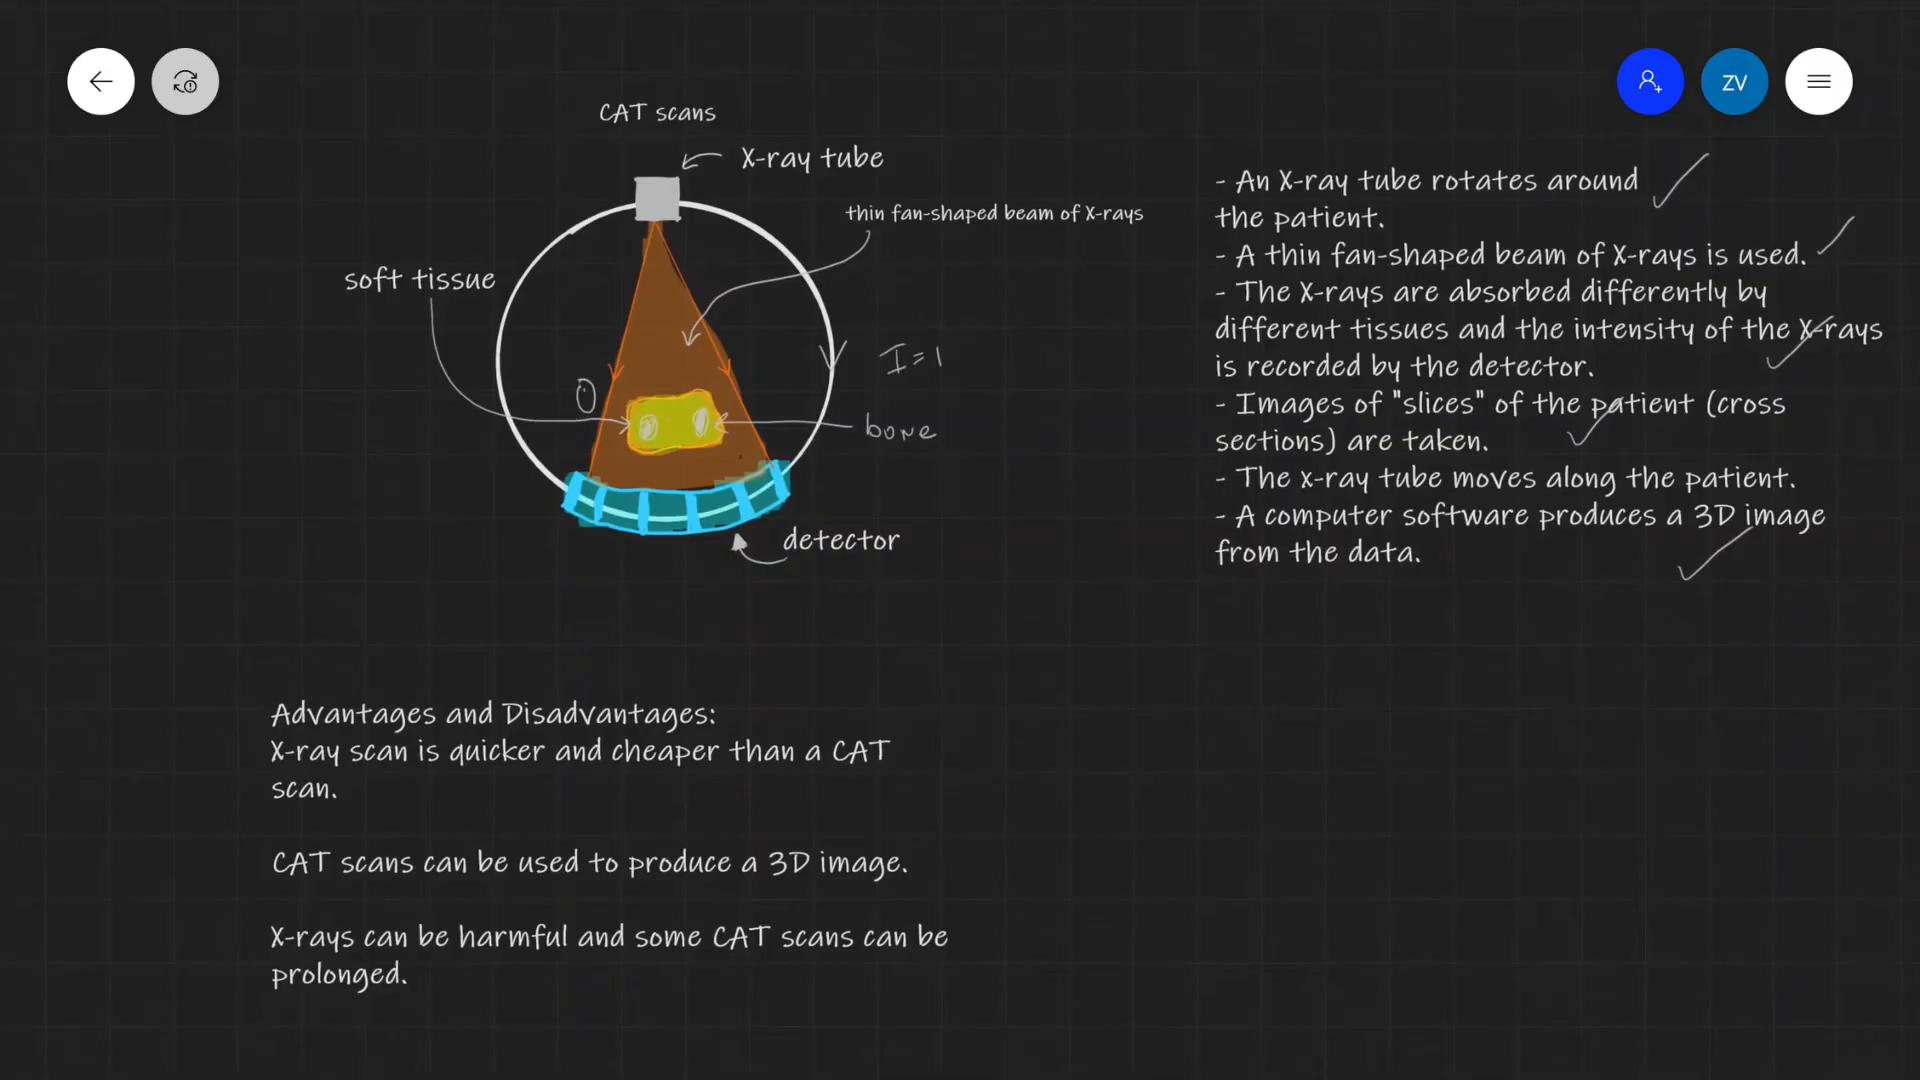 ZV
CAT scans
X-ray tube
thin fan-shaped beam of X-rays
soft tissue
I = 1
0
bone
detector
- An X-ray tube rotates around
the patient.
- A thin fan-shaped beam of X-rays is used.
- The X-rays are absorbed differently by
different tissues and the intensity of the X-rays
is recorded by the detector.
- Images of "slices" of the patient (cross
sections) are taken.
- The x-ray tube moves along the patient.
- A computer software produces a 3D image
from the data.
Advantages and Disadvantages:
X-ray scan is quicker and cheaper than a CAT
scan.
CAT scans can be used to produce a 3D image.
X-rays can be harmful and some CAT scans can be
prolonged.